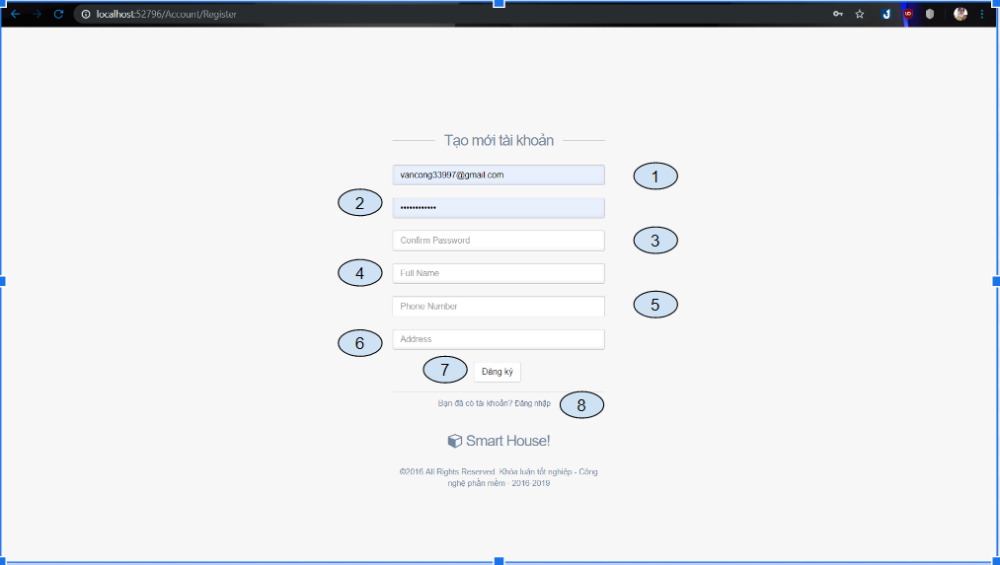 localhost:52796/Account/Register
Tạo mới tài khoản
vancong33997@gmail.com
1
2
••••••••••••
Confirm Password
3
4
Full Name
Phone Number
5
6
Address
7
Đăng ký
Bạn đã có tài khoản? Đăng nhập
8
Smart House!
©2016 All Rights Reserved. Khóa luận tốt nghiệp - Công
nghệ phần mềm - 2016-2019